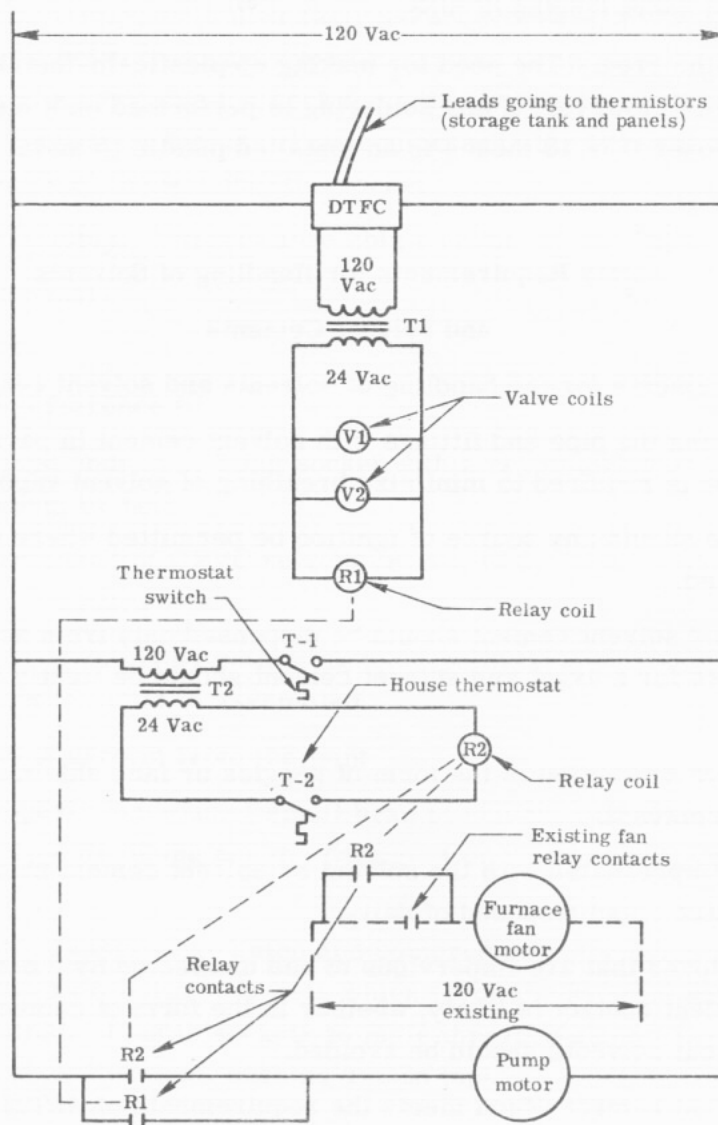 120 Vac
Leads going to thermistors
(storage tank and panels)
DTFC
120
Vac
T1
24 Vac
Valve coils
V1
V2
Thermostat
switch
R1
Relay coil
T-1
120 Vac
T2
House thermostat
24 Vac
R2
T-2
Relay coil
Existing fan
relay contacts
R2
Furnace
fan
motor
Relay
contacts
120 Vac
existing
R2
Pump
motor
R1